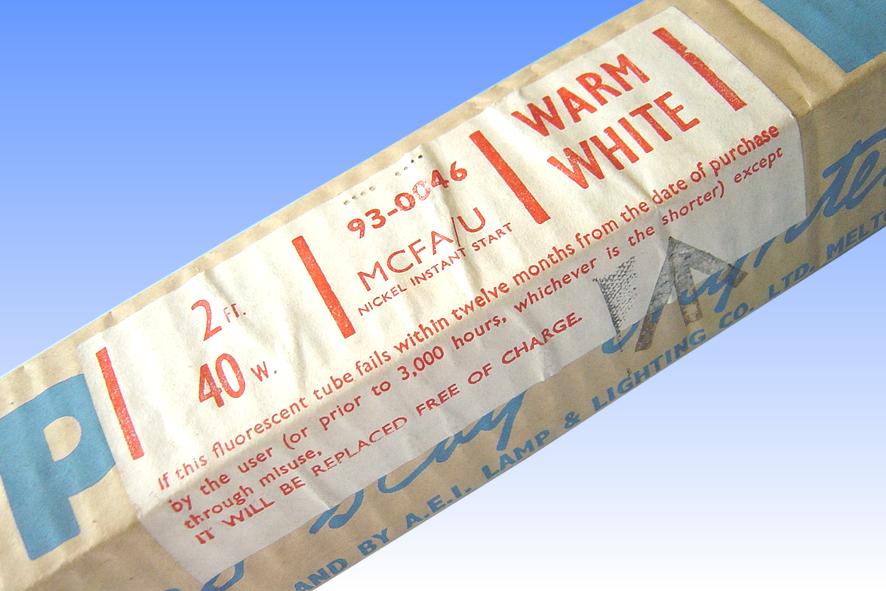 2 FT.
40 W.
93-0046
MCFA/U
NICKEL INSTANT START
WARM
WHITE
If this fluorescent tube fails within twelve months from the date of purchase
by the user (or prior to 3,000 hours, whichever is the shorter) except
through misuse,
IT WILL BE REPLACED FREE OF CHARGE.
P
AND BY A.E.I. LAMP & LIGHTING CO. LTD. MELT